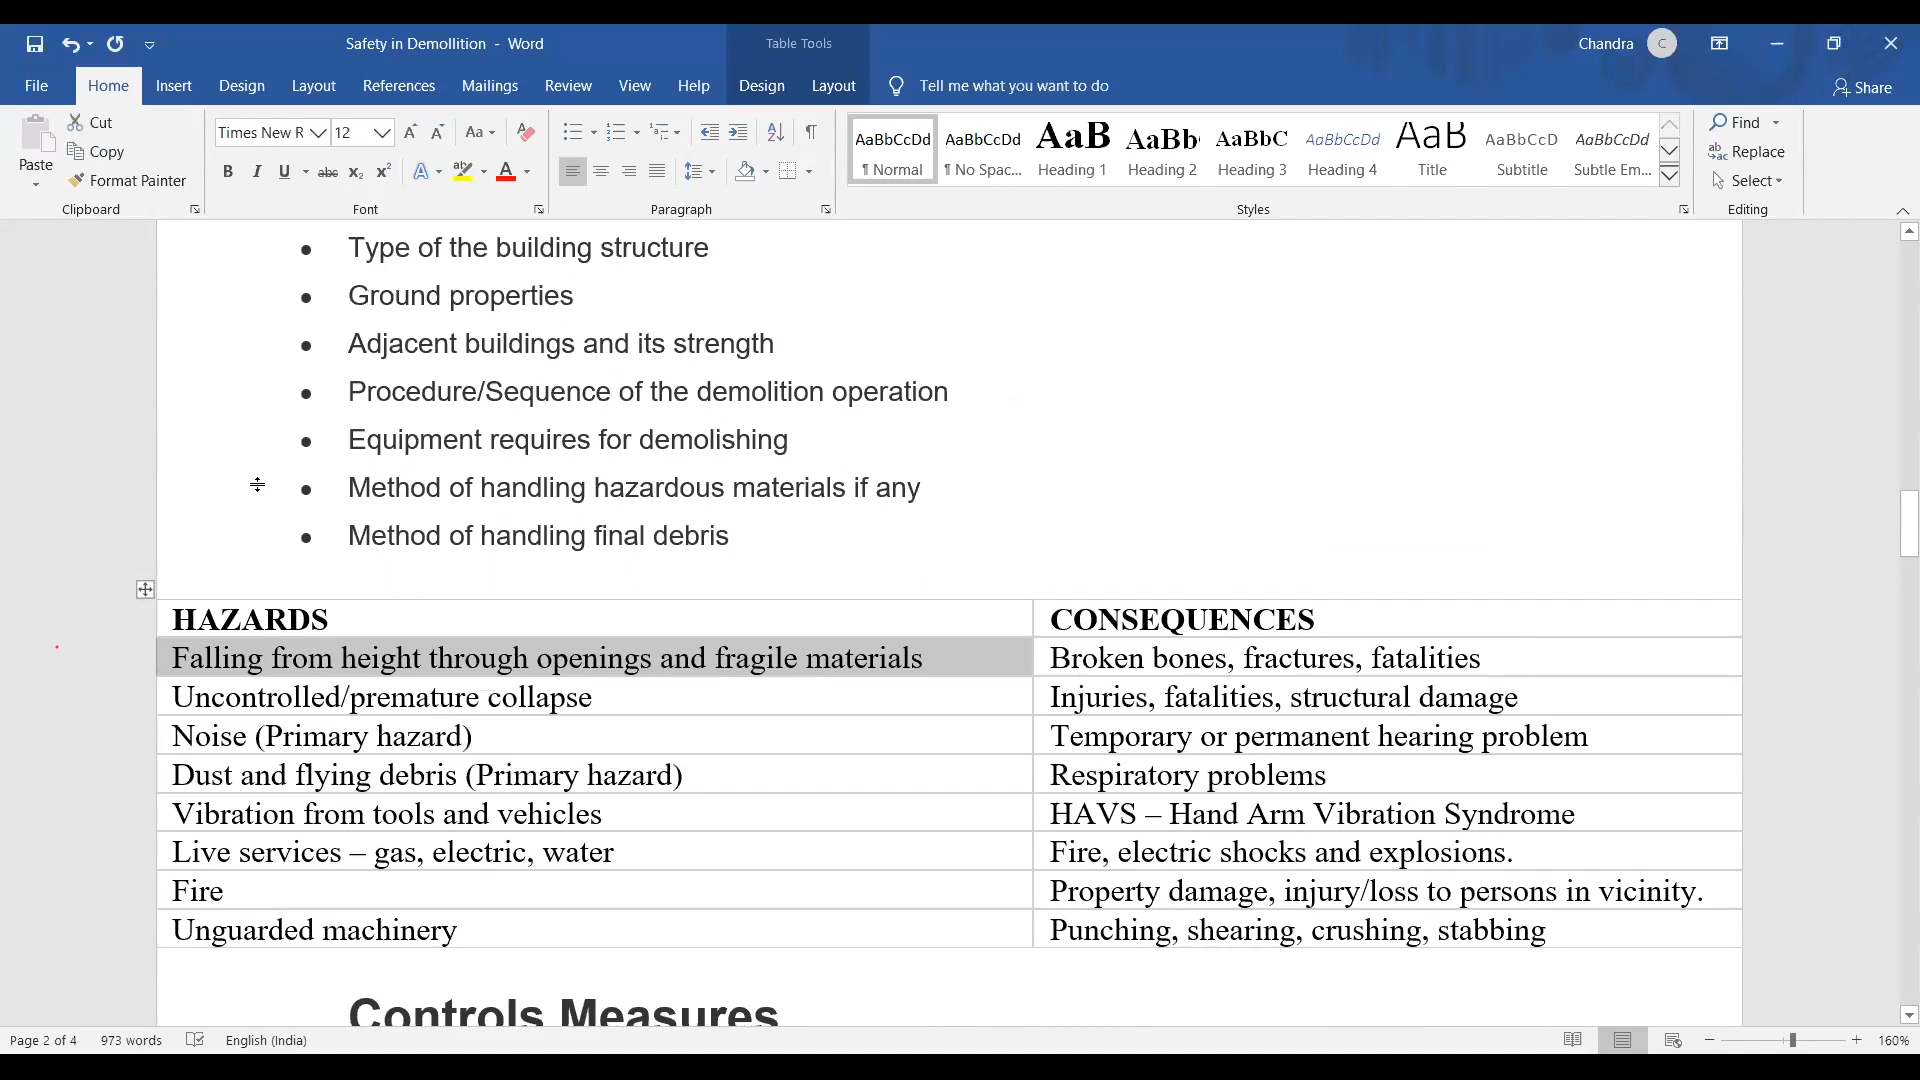 Safety in Demollition - Word
Table Tools
Chandra
C
File
Home
Insert
Design
Layout
References
Mailings
Review
View
Help
Design
Layout
Tell me what you want to do
Share
Paste
Cut
Copy
Format Painter
Clipboard
Times New R
12
Aa
B I U abc x₂ x²
A
Font
Paragraph
AaBbCcDd
¶ Normal
AaBbCcDd
¶ No Spac...
AaB
Heading 1
AaBb
Heading 2
AaBbC
Heading 3
AaBbCcDd
Heading 4
AaB
Title
AaBbCcD
Subtitle
AaBbCcDd
Subtle Em...
Styles
Find
Replace
Select
Editing
• Type of the building structure
• Ground properties
• Adjacent buildings and its strength
• Procedure/Sequence of the demolition operation
• Equipment requires for demolishing
• Method of handling hazardous materials if any
• Method of handling final debris
HAZARDS CONSEQUENCES
Falling from height through openings and fragile materials Broken bones, fractures, fatalities
Uncontrolled/premature collapse Injuries, fatalities, structural damage
Noise (Primary hazard) Temporary or permanent hearing problem
Dust and flying debris (Primary hazard) Respiratory problems
Vibration from tools and vehicles HAVS – Hand Arm Vibration Syndrome
Live services – gas, electric, water Fire, electric shocks and explosions.
Fire Property damage, injury/loss to persons in vicinity.
Unguarded machinery Punching, shearing, crushing, stabbing
Controls Measures
Page 2 of 4
973 words
English (India)
160%